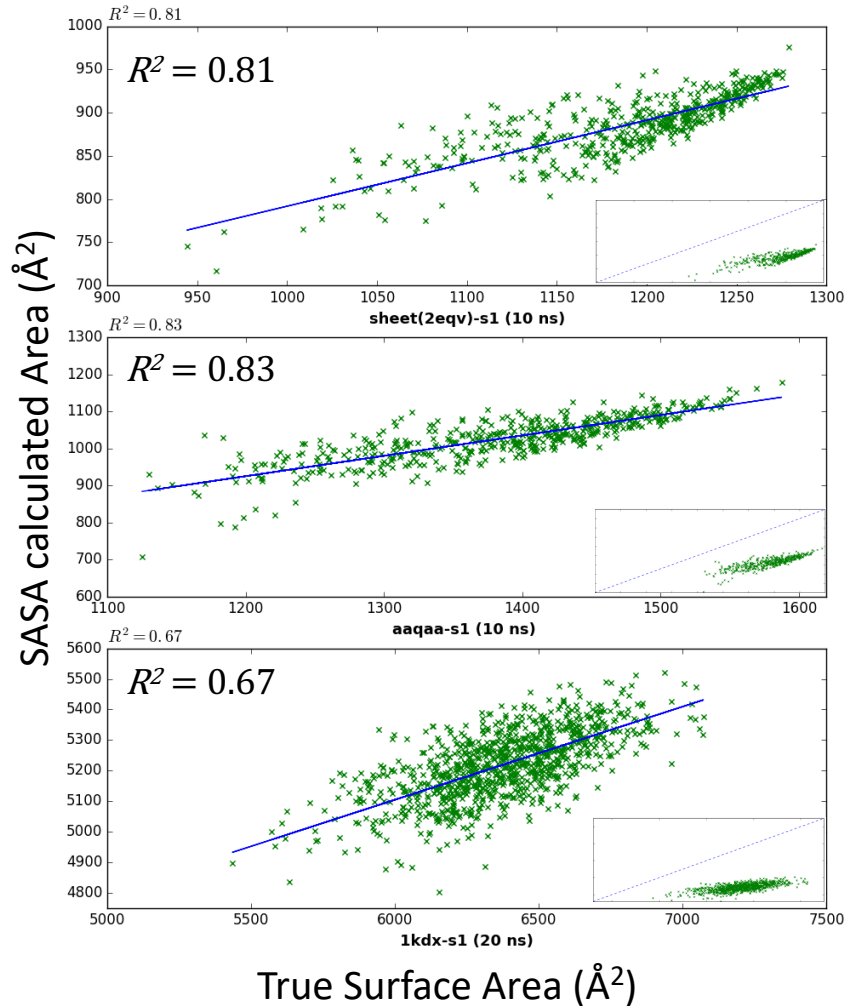 SASA calculated Area (Å²)
R² = 0.81
R² = 0.81
1000
950
900
850
800
750
700
900 950 1000 1050 1100 1150 1200 1250 1300
sheet(2eqv)-s1 (10 ns)
R² = 0.83
R² = 0.83
1300
1200
1100
1000
900
800
700
600
1100 1200 1300 1400 1500 1600
aaqaa-s1 (10 ns)
R² = 0.67
R² = 0.67
5600
5500
5400
5300
5200
5100
5000
4900
4800
5000 5500 6000 6500 7000 7500
1kdx-s1 (20 ns)
True Surface Area (Å²)